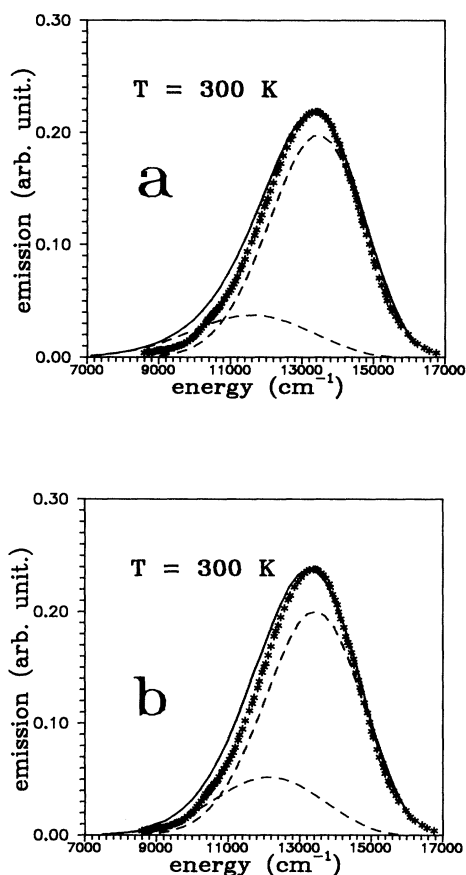 0.30
T = 300 K
0.20
a
0.10
0.00
emission (arb. unit.)
7000 9000 11000 13000 15000 17000
energy (cm⁻¹)
0.30
T = 300 K
0.20
b
0.10
0.00
emission (arb. unit.)
7000 9000 11000 13000 15000 17000
energy (cm⁻¹)